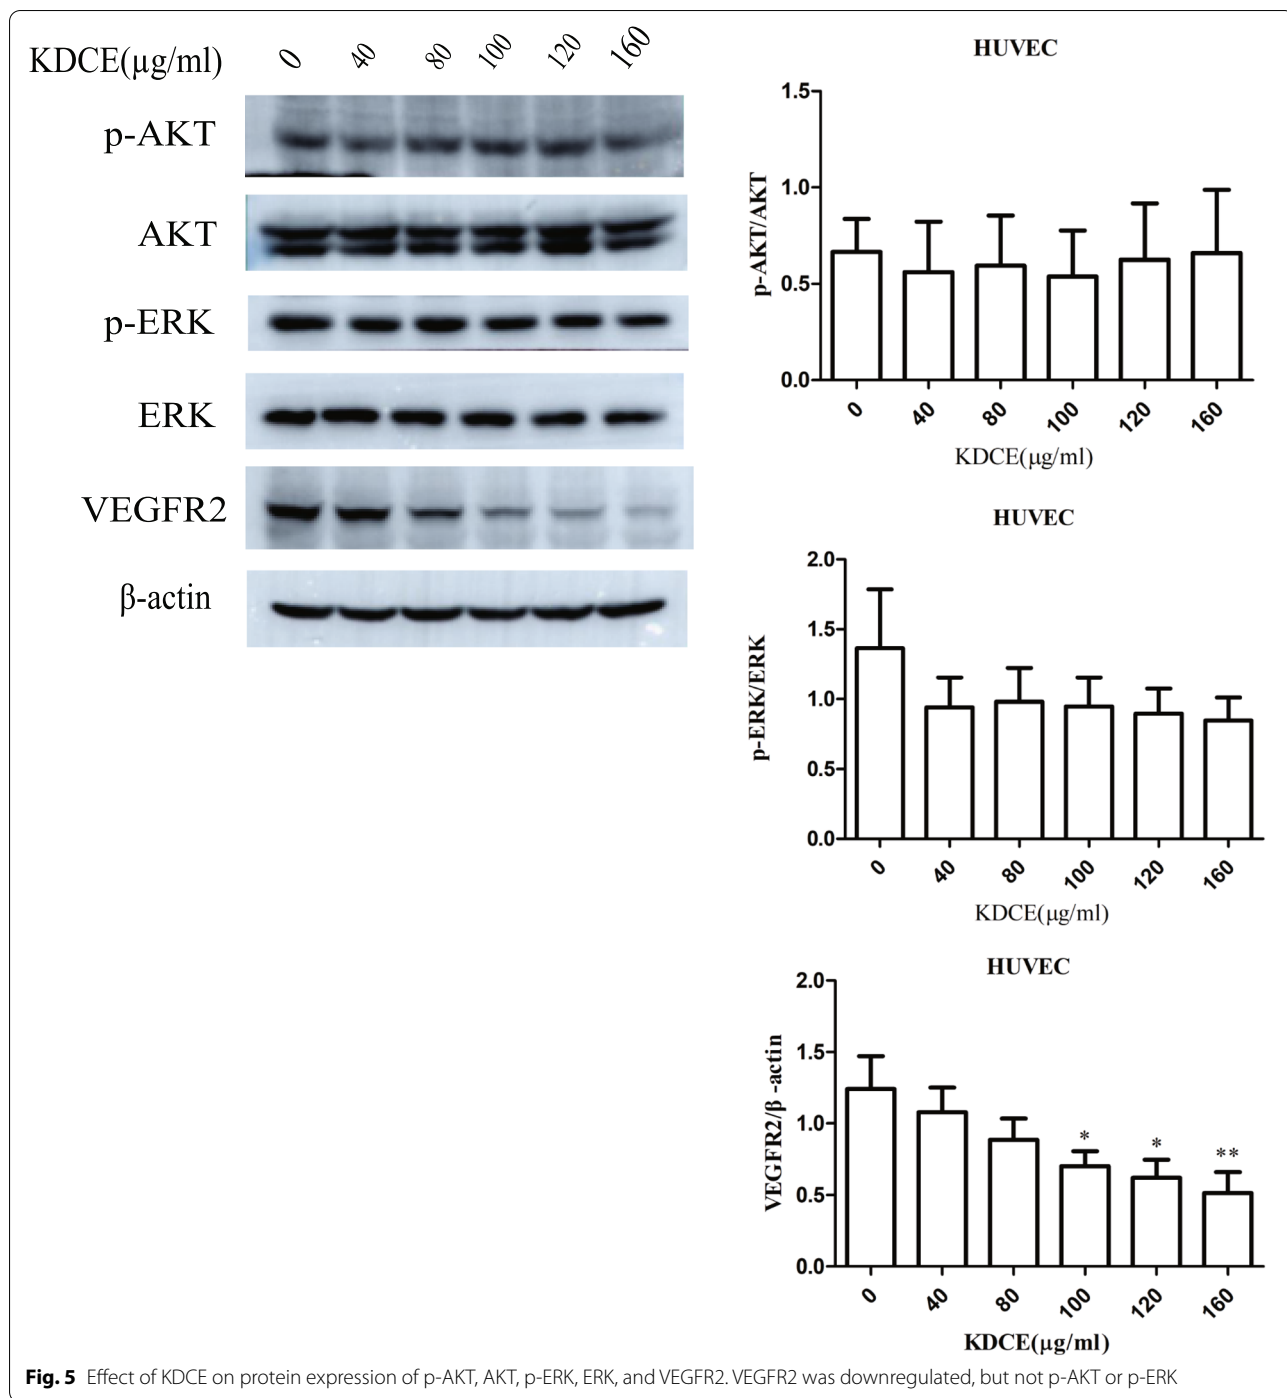 KDCE(µg/ml) 0 40 80 100 120 160
p-AKT
AKT
p-ERK
ERK
VEGFR2
β-actin
HUVEC
p-AKT/AKT
1.5
1.0
0.5
0.0
0 40 80 100 120 160
KDCE(µg/ml)
HUVEC
p-ERK/ERK
2.0
1.5
1.0
0.5
0.0
0 40 80 100 120 160
KDCE(µg/ml)
HUVEC
VEGFR2/β -actin
2.0
1.5
1.0
0.5
0.0
* * **
0 40 80 100 120 160
KDCE(µg/ml)
Fig. 5 Effect of KDCE on protein expression of p-AKT, AKT, p-ERK, ERK, and VEGFR2. VEGFR2 was downregulated, but not p-AKT or p-ERK